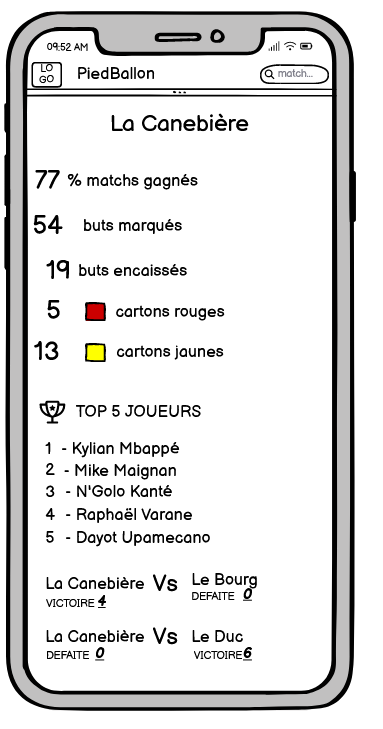 09:52 AM
LO
GO
PiedBallon
match...
La Canebière
77 % matchs gagnés
54 buts marqués
19 buts encaissés
5 cartons rouges
13 cartons jaunes
TOP 5 JOUEURS
1 - Kylian Mbappé
2 - Mike Maignan
3 - N'Golo Kanté
4 - Raphaël Varane
5 - Dayot Upamecano
La Canebière Vs Le Bourg
VICTOIRE 4 DEFAITE 0
La Canebière Vs Le Duc
DEFAITE 0 VICTOIRE6